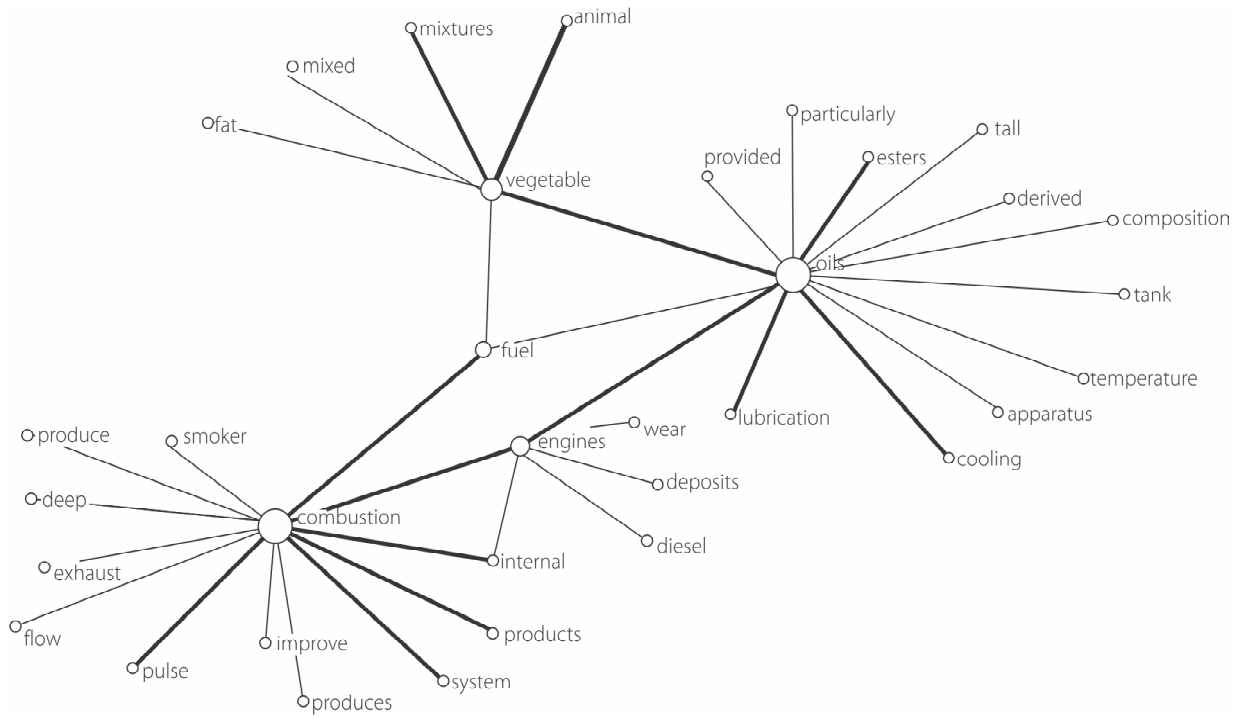 animal
mixtures
mixed
fat
vegetable
particularly
tall
provided
esters
derived
composition
oils
tank
fuel
temperature
apparatus
lubrication
cooling
wear
engines
deposits
diesel
produce
smoker
deep
combustion
internal
exhaust
flow
products
improve
pulse
system
produces